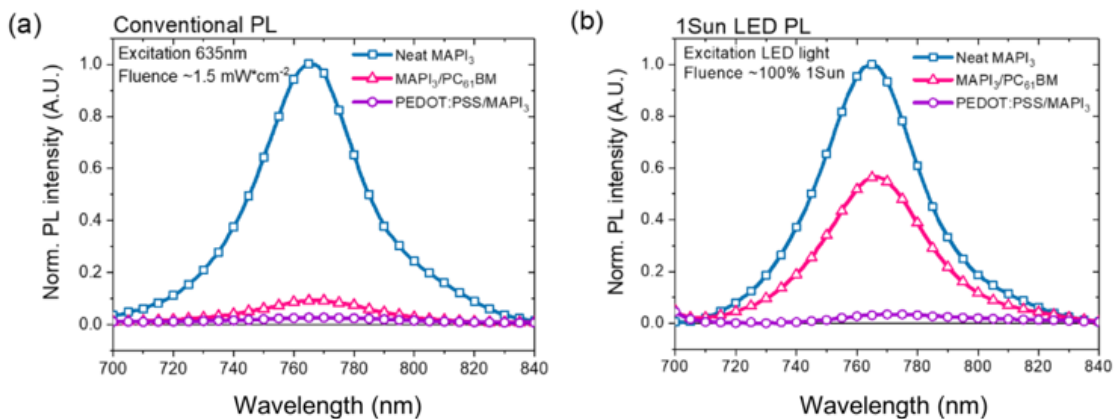 (a)
Conventional PL
Excitation 635nm
Fluence ~1.5 mW*cm⁻²
Neat MAPI₃
MAPI₃/PC₆₁BM
PEDOT:PSS/MAPI₃
Norm. PL intensity (A.U.)
1.0
0.8
0.6
0.4
0.2
0.0
700 720 740 760 780 800 820 840
Wavelength (nm)
(b)
1Sun LED PL
Excitation LED light
Fluence ~100% 1Sun
Neat MAPI₃
MAPI₃/PC₆₁BM
PEDOT:PSS/MAPI₃
Norm. PL intensity (A.U.)
1.0
0.8
0.6
0.4
0.2
0.0
700 720 740 760 780 800 820 840
Wavelength (nm)